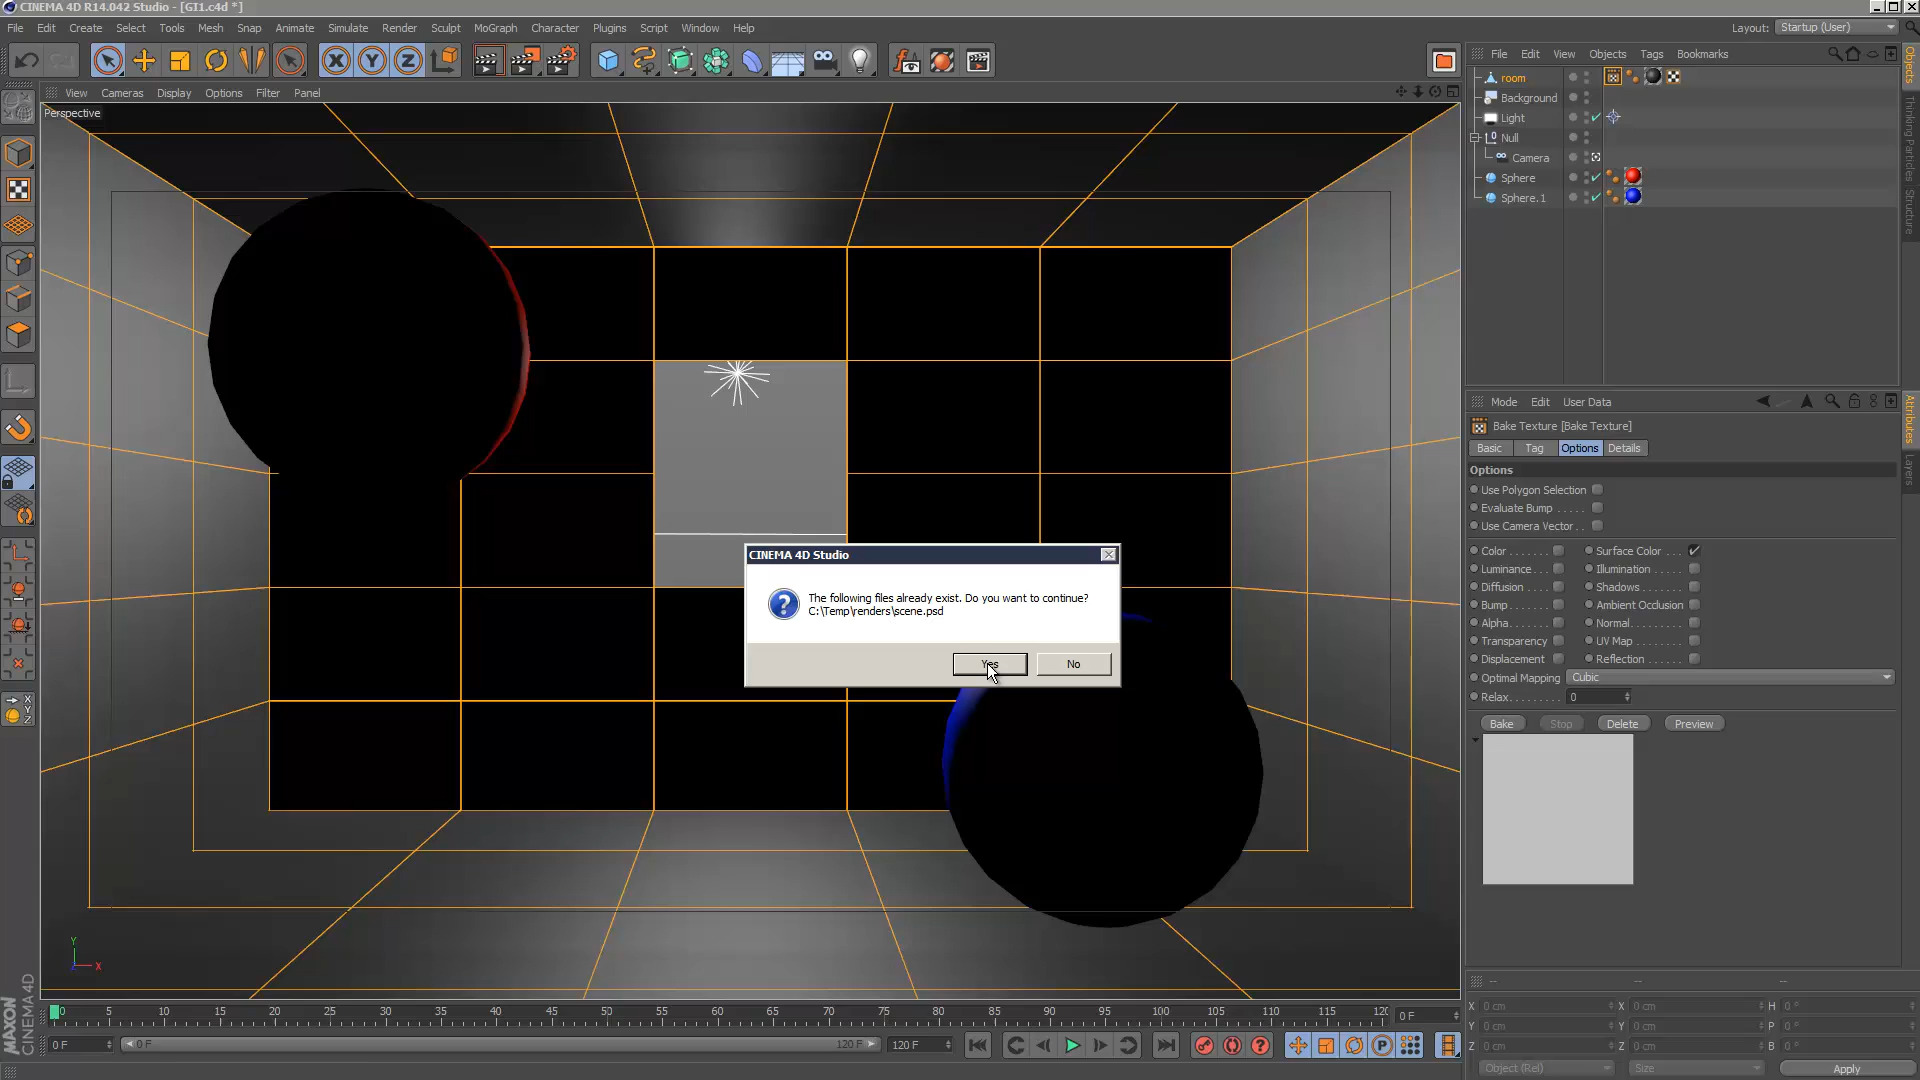 CINEMA 4D R14.042 Studio - [GI1.c4d *]
File Edit Create Select Tools Mesh Snap Animate Simulate Render Sculpt MoGraph Character Plugins Script Window Help
Layout: Startup (User)
X Y Z
File Edit View Objects Tags Bookmarks
View Cameras Display Options Filter Panel
Perspective
room
Background
Light
Null
Camera
Sphere
Sphere.1
Objects
Thinking Particles
Structure
Mode Edit User Data
Bake Texture [Bake Texture]
Basic Tag Options Details
Options
Use Polygon Selection
Evaluate Bump . . . . .
Use Camera Vector . .
Color . . . . . . . Surface Color . . .
Luminance . . . . Illumination . . . . .
Diffusion . . . . Shadows . . . . . . .
Bump . . . . . . . Ambient Occlusion
Alpha . . . . . . . Normal . . . . . . . .
Transparency UV Map . . . . . . . .
Displacement Reflection . . . . . .
Optimal Mapping Cubic
Relax . . . . . . . . . 0
Bake Stop Delete Preview
Attributes
Layers
CINEMA 4D Studio
The following files already exist. Do you want to continue?
C:\Temp\renders\scene.psd
Yes No
Y
X
Z
X
Y
Z
MAXON
CINEMA 4D
0 5 10 15 20 25 30 35 40 45 50 55 60 65 70 75 80 85 90 95 100 105 110 115 120 0 F
0 F 0 F 120 F 120 F
-- -- --
X 0 cm X 0 cm H 0 °
Y 0 cm Y 0 cm P 0 °
Z 0 cm Z 0 cm B 0 °
Object (Rel) Size Apply